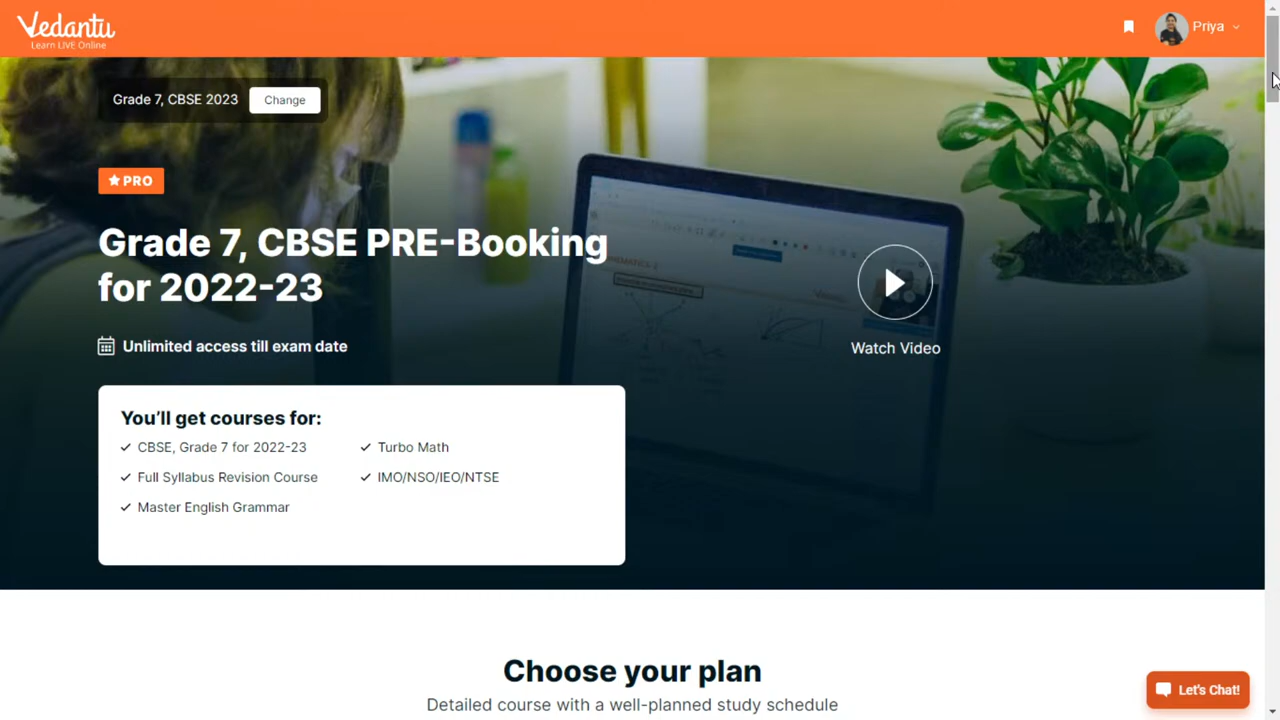 Vedantu
Learn LIVE Online
Priya
Grade 7, CBSE 2023
Change
PRO
Grade 7, CBSE PRE-Booking
for 2022-23
Unlimited access till exam date
Watch Video
You'll get courses for:
CBSE, Grade 7 for 2022-23
Turbo Math
Full Syllabus Revision Course
IMO/NSO/IEO/NTSE
Master English Grammar
Choose your plan
Detailed course with a well-planned study schedule
Let's Chat!